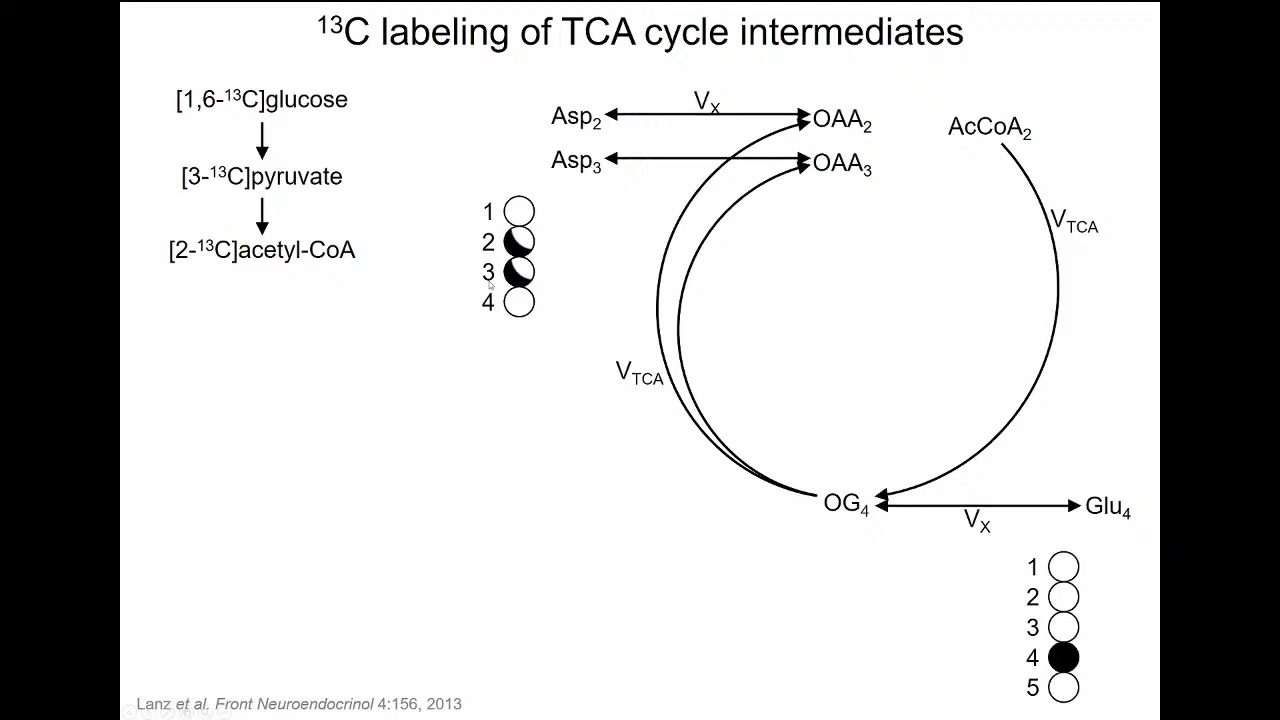 ¹³C labeling of TCA cycle intermediates
[1,6-¹³C]glucose
[3-¹³C]pyruvate
[2-¹³C]acetyl-CoA
Asp₂
Vₓ
OAA₂
AcCoA₂
Asp₃
OAA₃
1
2
3
4
V_TCA
V_TCA
OG₄
Vₓ
Glu₄
1
2
3
4
5
Lanz et al. Front Neuroendocrinol 4:156, 2013